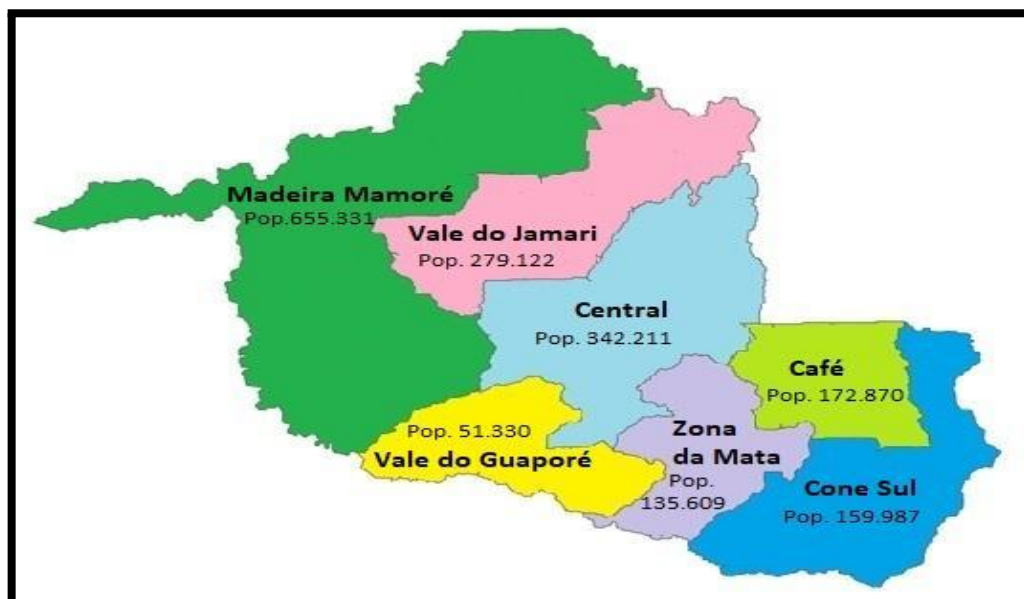 Madeira Mamoré
Pop.655.331
Vale do Jamari
Pop. 279.122
Central
Pop. 342.211
Café
Pop. 172.870
Pop. 51.330
Vale do Guaporé
Zona
da Mata
Pop.
135.609
Cone Sul
Pop. 159.987